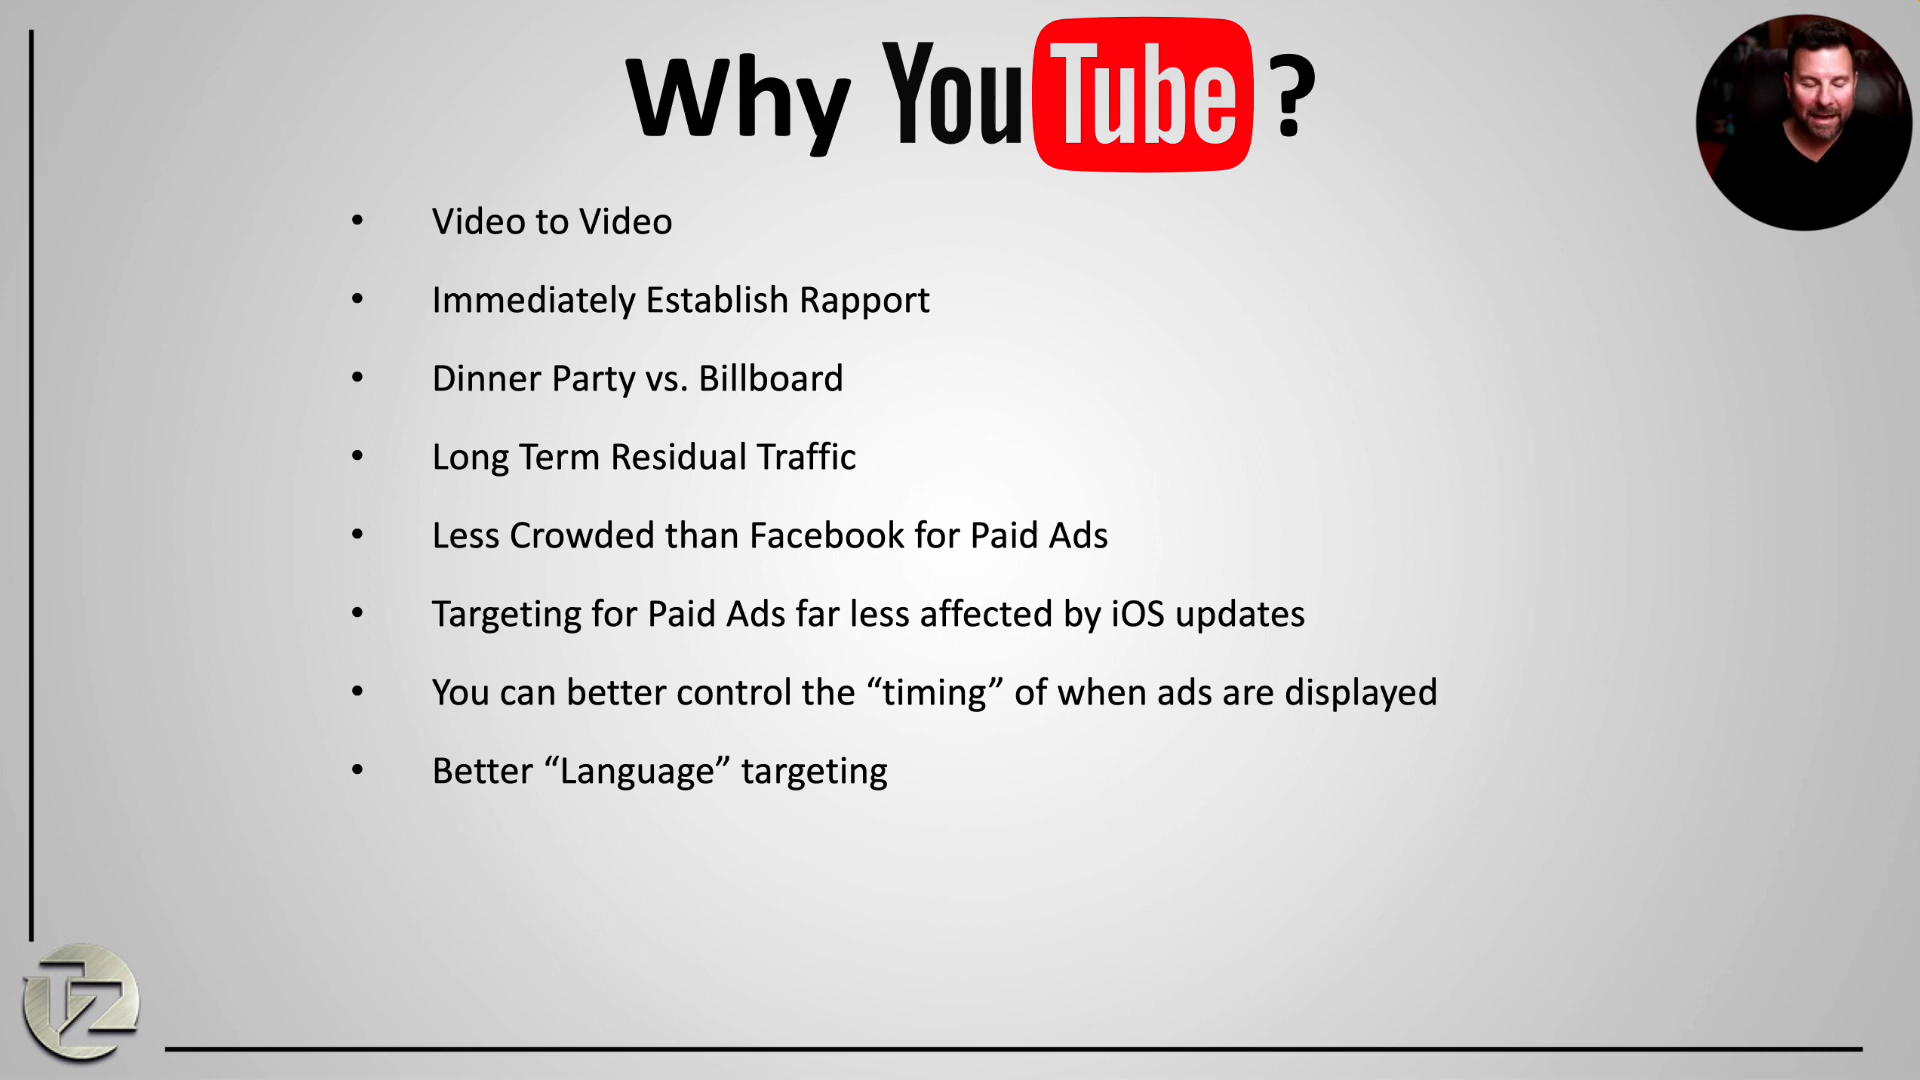 Why YouTube?
• Video to Video
• Immediately Establish Rapport
• Dinner Party vs. Billboard
• Long Term Residual Traffic
• Less Crowded than Facebook for Paid Ads
• Targeting for Paid Ads far less affected by iOS updates
• You can better control the “timing” of when ads are displayed
• Better “Language” targeting
TZ